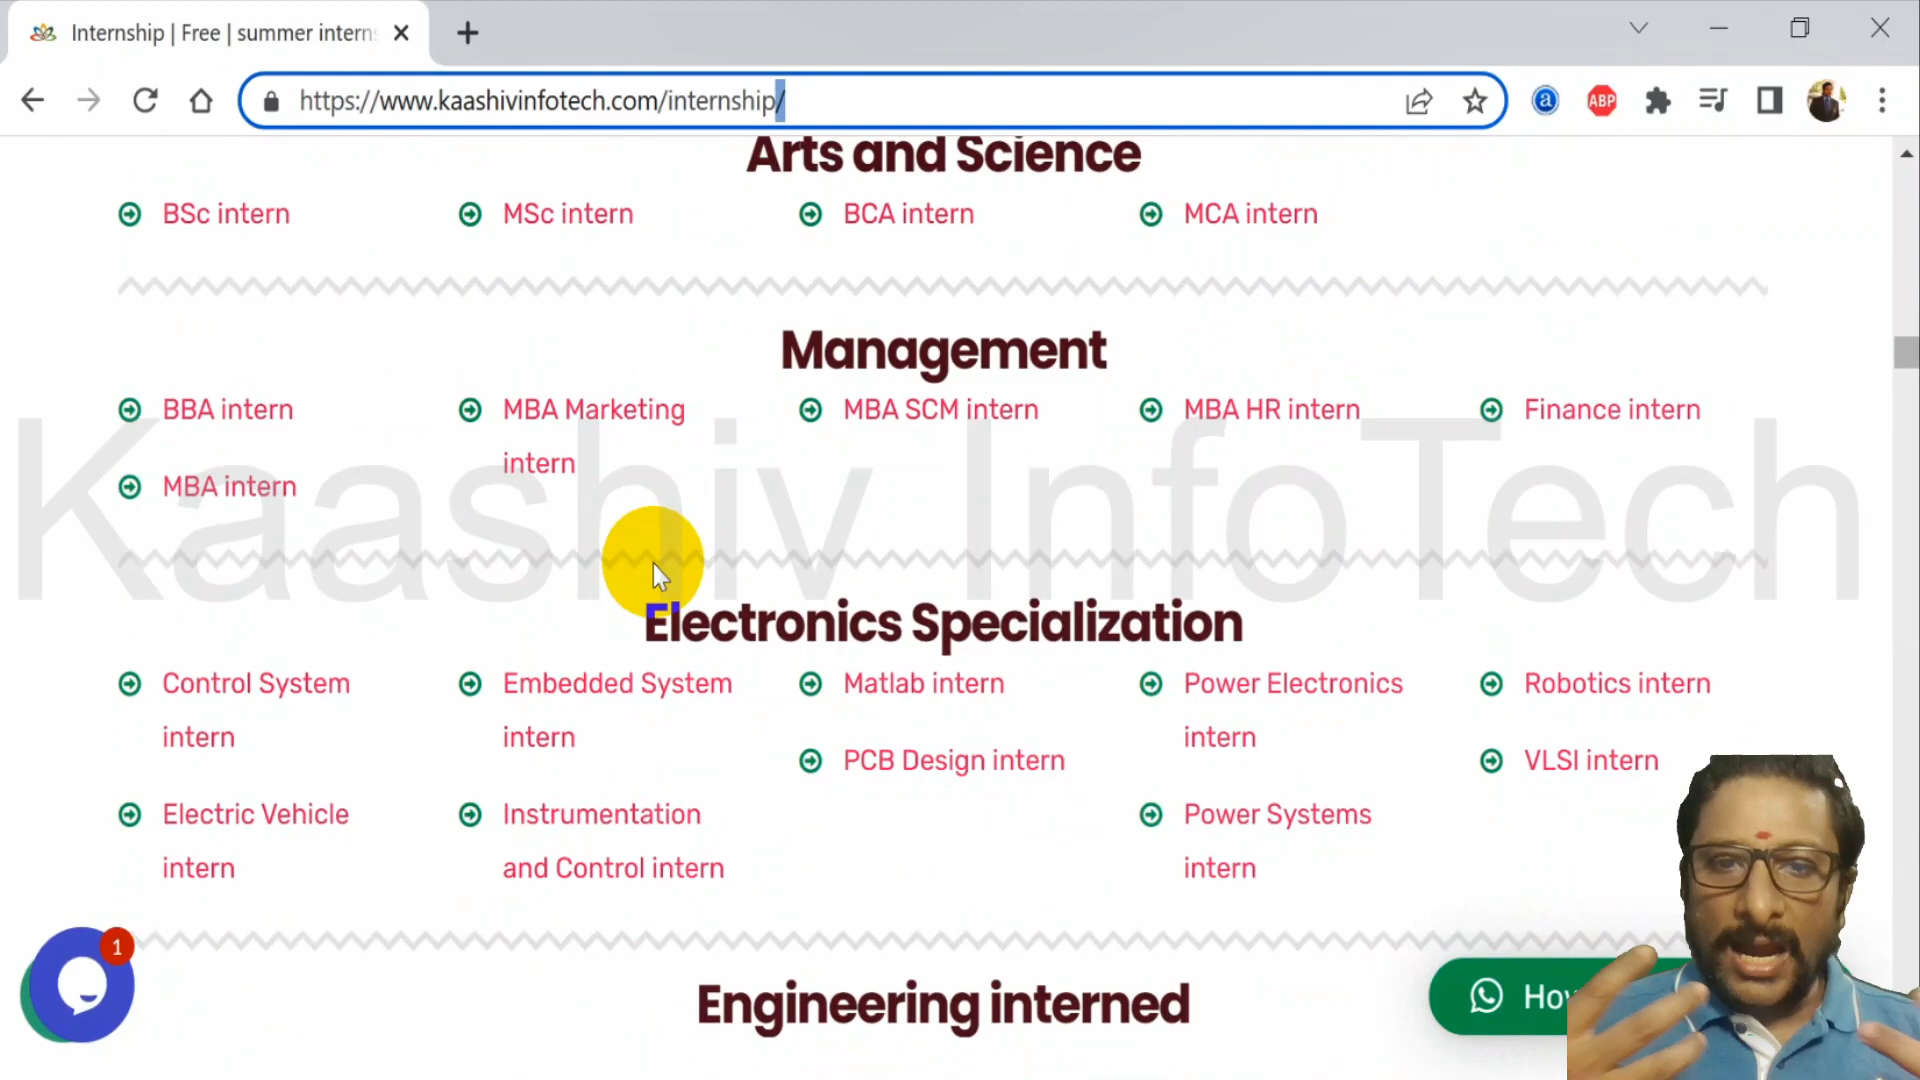 Internship | Free | summer intern
https://www.kaashivinfotech.com/internship/
a
ABP
Arts and Science
BSc intern
MSc intern
BCA intern
MCA intern
Management
BBA intern
MBA Marketing
intern
MBA SCM intern
MBA HR intern
Finance intern
MBA intern
Kaashiv InfoTech
Electronics Specialization
Control System
intern
Embedded System
intern
Matlab intern
Power Electronics
intern
Robotics intern
PCB Design intern
VLSI intern
Electric Vehicle
intern
Instrumentation
and Control intern
Power Systems
intern
1
Engineering interned